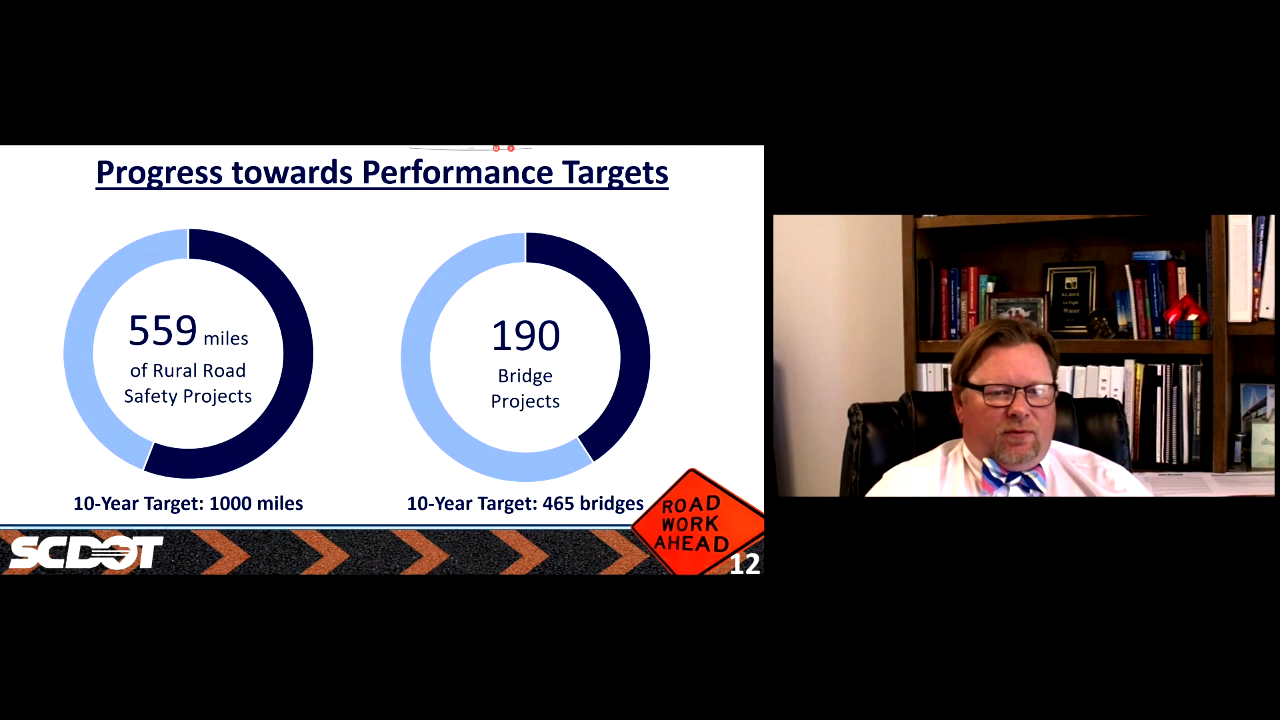 Progress towards Performance Targets
559 miles
of Rural Road
Safety Projects
190
Bridge
Projects
10-Year Target: 1000 miles
10-Year Target: 465 bridges
ROAD
WORK
AHEAD
SCDOT
12